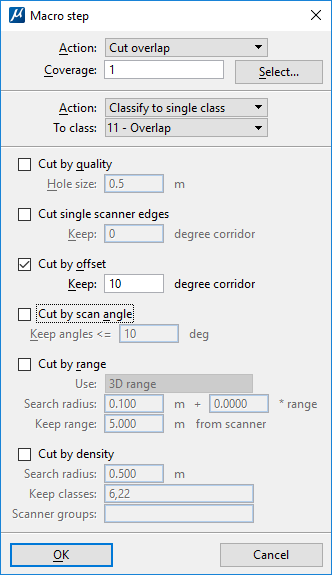 Macro step
Action: Cut overlap
Coverage: 1 Select...
Action: Classify to single class
To class: 11 - Overlap
Cut by quality
Hole size: 0.5 m
Cut single scanner edges
Keep: 0 degree corridor
Cut by offset
Keep: 10 degree corridor
Cut by scan angle
Keep angles <= 10 deg
Cut by range
Use: 3D range
Search radius: 0.100 m + 0.0000 * range
Keep range: 5.000 m from scanner
Cut by density
Search radius: 0.500 m
Keep classes: 6,22
Scanner groups:
OK Cancel